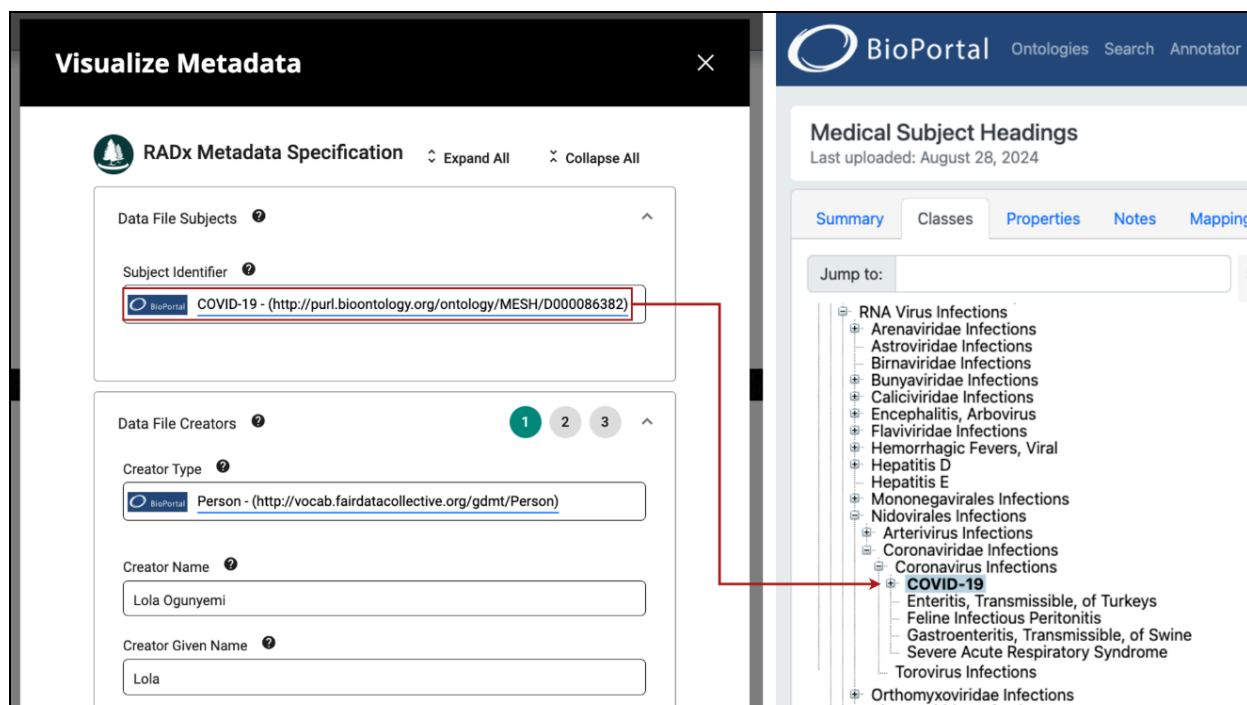 Visualize Metadata
RADx Metadata Specification
Expand All
Collapse All
Data File Subjects
Subject Identifier
BioPortal COVID-19 - (http://purl.bioontology.org/ontology/MESH/D000086382)
Data File Creators
1 2 3
Creator Type
BioPortal Person - (http://vocab.fairdatacollective.org/gdmt/Person)
Creator Name
Lola Ogunyemi
Creator Given Name
Lola
BioPortal Ontologies Search Annotator
Medical Subject Headings
Last uploaded: August 28, 2024
Summary Classes Properties Notes Mapping
Jump to:
RNA Virus Infections
Arenaviridae Infections
Astroviridae Infections
Birnaviridae Infections
Bunyaviridae Infections
Caliciviridae Infections
Encephalitis, Arbovirus
Flaviviridae Infections
Hemorrhagic Fevers, Viral
Hepatitis D
Hepatitis E
Mononegavirales Infections
Nidovirales Infections
Arterivirus Infections
Coronaviridae Infections
Coronavirus Infections
COVID-19
Enteritis, Transmissible, of Turkeys
Feline Infectious Peritonitis
Gastroenteritis, Transmissible, of Swine
Severe Acute Respiratory Syndrome
Torovirus Infections
Orthomyxoviridae Infections